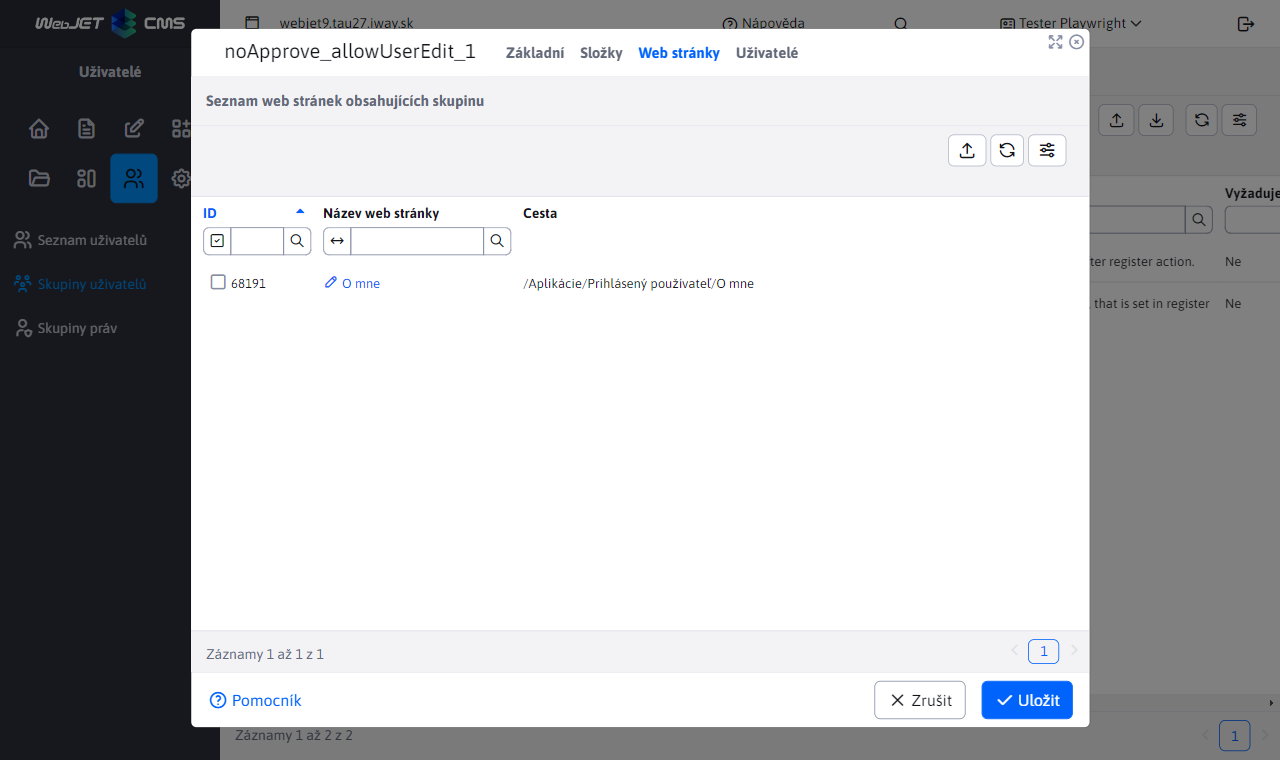 WebJET CMS
webjet9.tau27.iway.sk
Nápověda
Tester Playwright
Uživatelé
Seznam uživatelů
Skupiny uživatelů
Skupiny práv
noApprove_allowUserEdit_1
Základní
Složky
Web stránky
Uživatelé
Seznam web stránek obsahujících skupinu
ID
Název web stránky
Cesta
68191
O mne
/Aplikácie/Prihlásený používateľ/O mne
Záznamy 1 až 1 z 1
1
Pomocník
Zrušit
Uložit
Vyžaduje
register action.
Ne
that is set in register
Ne
Záznamy 1 až 2 z 2
1